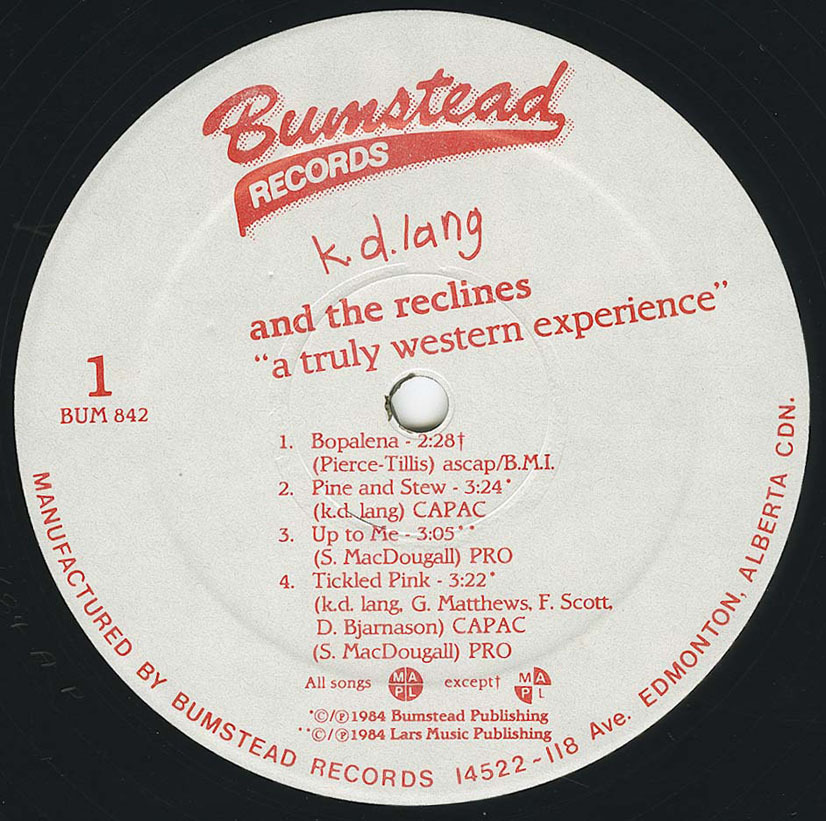 Bumstead
RECORDS
k.d.lang
and the reclines
"a truly western experience"
1
BUM 842
1. Bopalena - 2:28†
(Pierce-Tillis) ascap/B.M.I.
2. Pine and Stew - 3:24*
(k.d. lang) CAPAC
3. Up to Me - 3:05**
(S. MacDougall) PRO
4. Tickled Pink - 3:22*
(k.d. lang, G. Matthews, F. Scott,
D. Bjarnason) CAPAC
(S. MacDougall) PRO
All songs MAPL except† MAPL
*©/℗1984 Bumstead Publishing
**©/℗1984 Lars Music Publishing
MANUFACTURED BY BUMSTEAD RECORDS 14522-118 Ave. EDMONTON, ALBERTA CDN.